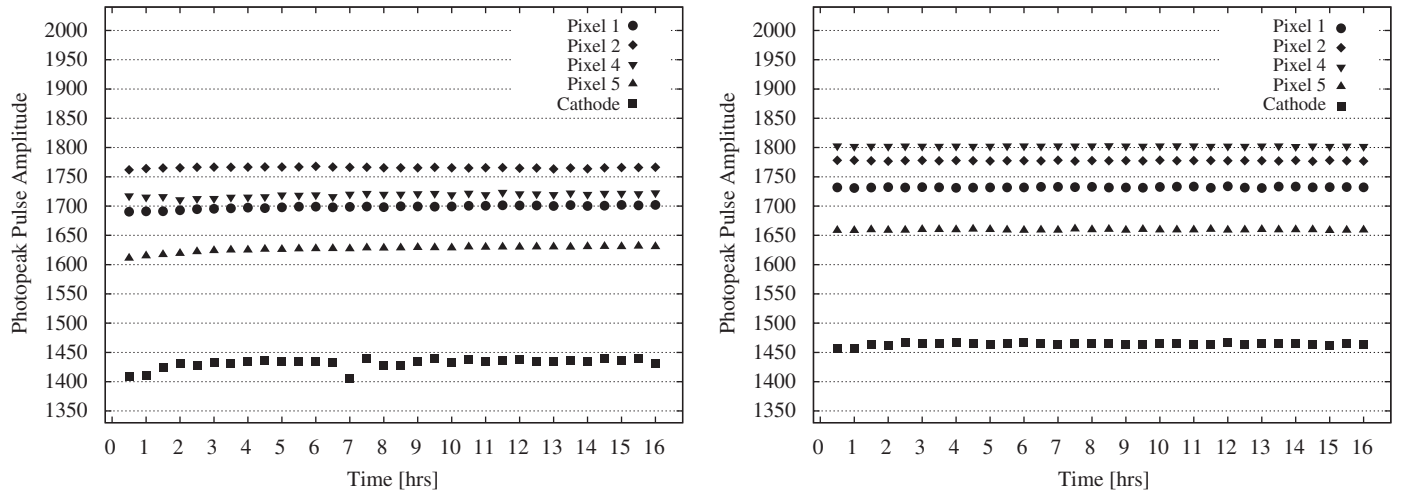 2000
1950
1900
1850
1800
1750
1700
1650
1600
1550
1500
1450
1400
1350
Photopeak Pulse Amplitude
Pixel 1
Pixel 2
Pixel 4
Pixel 5
Cathode
0 1 2 3 4 5 6 7 8 9 10 11 12 13 14 15 16
Time [hrs]
2000
1950
1900
1850
1800
1750
1700
1650
1600
1550
1500
1450
1400
1350
Photopeak Pulse Amplitude
Pixel 1
Pixel 2
Pixel 4
Pixel 5
Cathode
0 1 2 3 4 5 6 7 8 9 10 11 12 13 14 15 16
Time [hrs]